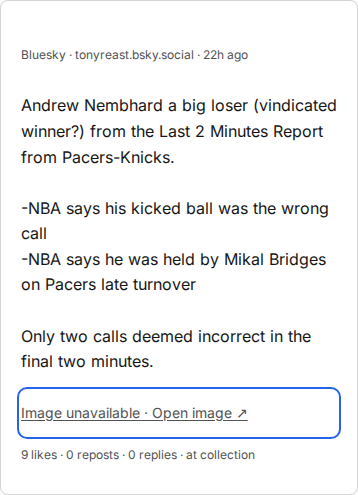 Bluesky · tonyreast.bsky.social · 22h ago
Andrew Nembhard a big loser (vindicated
winner?) from the Last 2 Minutes Report
from Pacers-Knicks.
-NBA says his kicked ball was the wrong
call
-NBA says he was held by Mikal Bridges
on Pacers late turnover
Only two calls deemed incorrect in the
final two minutes.
Image unavailable · Open image ↗
9 likes · 0 reposts · 0 replies · at collection